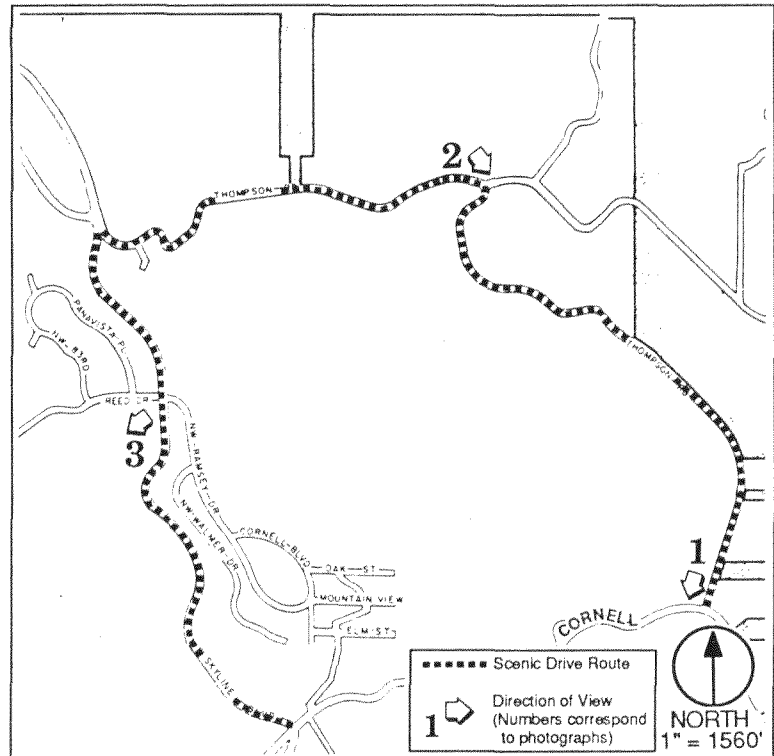 2
THOMPSON
PANAVISTA PL
NW 83RD
REED DR
3
NW RAMSEY DR
NW WALMER DR
CORNELL BLVD
OAK ST
MOUNTAIN VIEW
ELM ST
SKYLINE
THOMPSON
1
CORNELL
Scenic Drive Route
1
Direction of View
(Numbers correspond
to photographs)
NORTH
1" = 1560'